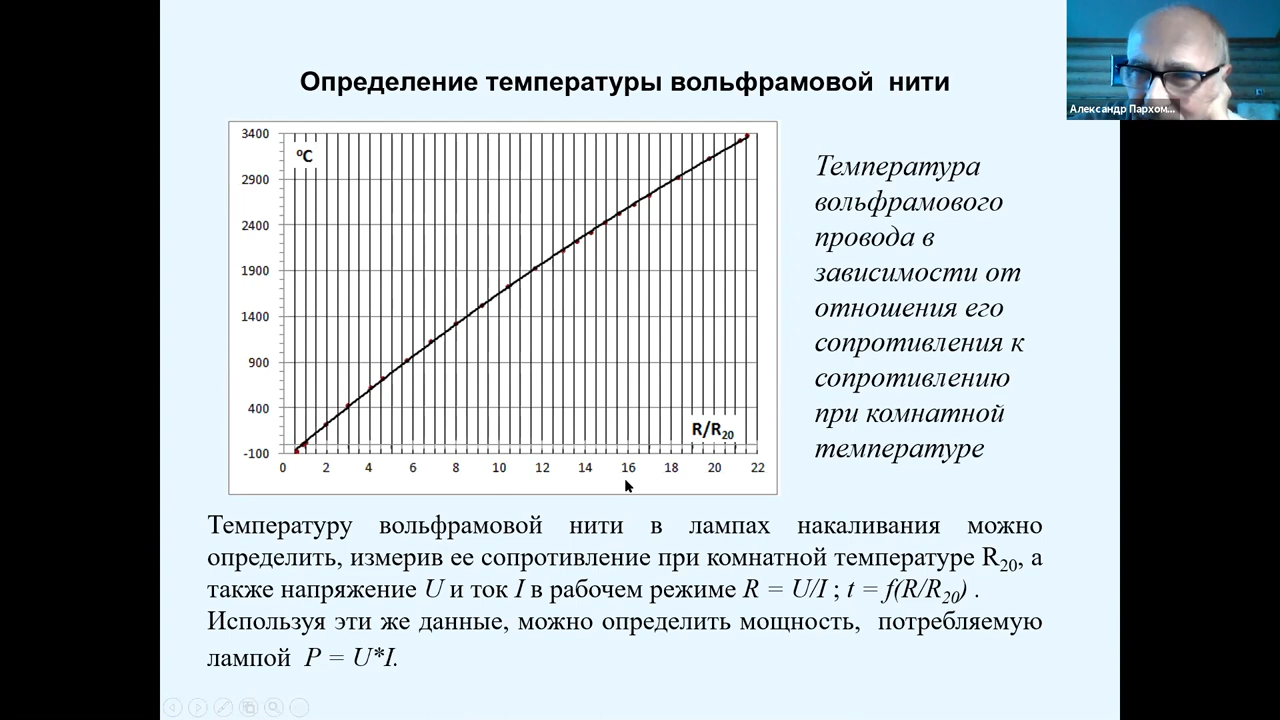 Определение температуры вольфрамовой нити
Александр Пархом...
3400
2900
2400
1900
1400
900
400
-100
ºC
R/R20
0 2 4 6 8 10 12 14 16 18 20 22
Температура
вольфрамового
провода в
зависимости от
отношения его
сопротивления к
сопротивлению
при комнатной
температуре
Температуру вольфрамовой нити в лампах накаливания можно
определить, измерив ее сопротивление при комнатной температуре R20, а
также напряжение U и ток I в рабочем режиме R = U/I ; t = f(R/R20) .
Используя эти же данные, можно определить мощность, потребляемую
лампой P = U*I.